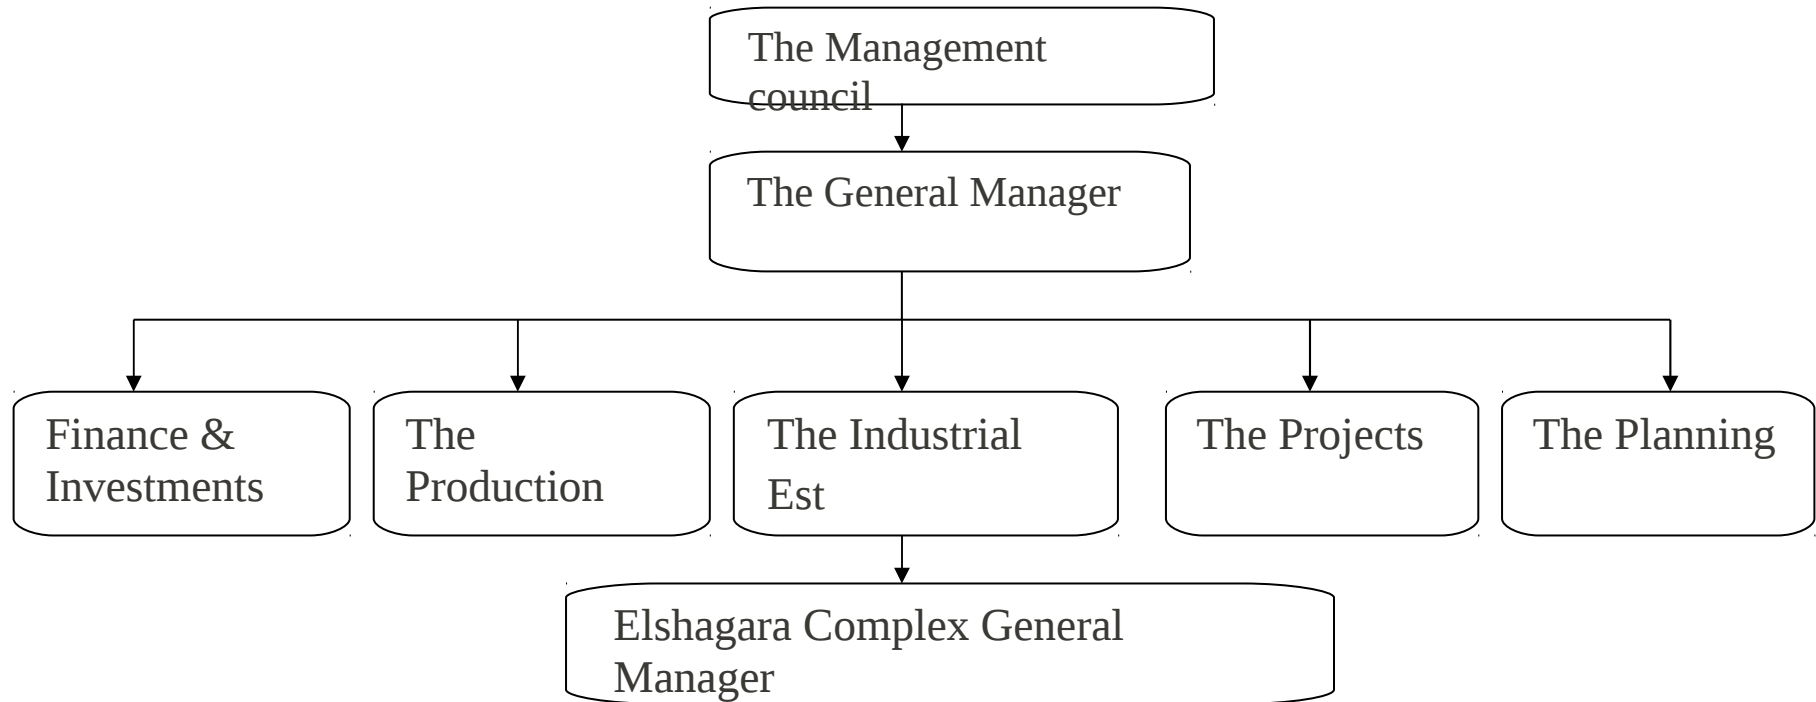 The Management
council
The General Manager
Finance &
Investments
The
Production
The Industrial
Est
The Projects
The Planning
Elshagara Complex General
Manager